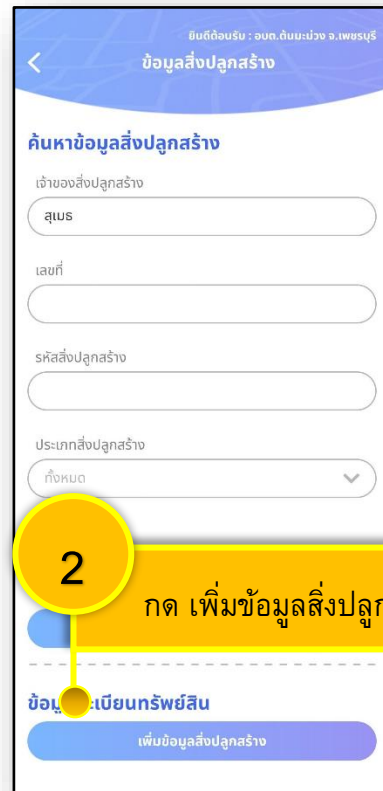 ยินดีต้อนรับ : อบต.ต้นมะม่วง จ.เพชรบุรี
ข้อมูลสิ่งปลูกสร้าง
ค้นหาข้อมูลสิ่งปลูกสร้าง
เจ้าของสิ่งปลูกสร้าง
สุเมธ
เลขที่
รหัสสิ่งปลูกสร้าง
ประเภทสิ่งปลูกสร้าง
ทั้งหมด
2
กด เพิ่มข้อมูลสิ่งปลูก
ข้อมู ะเบียนทรัพย์สิน
เพิ่มข้อมูลสิ่งปลูกสร้าง